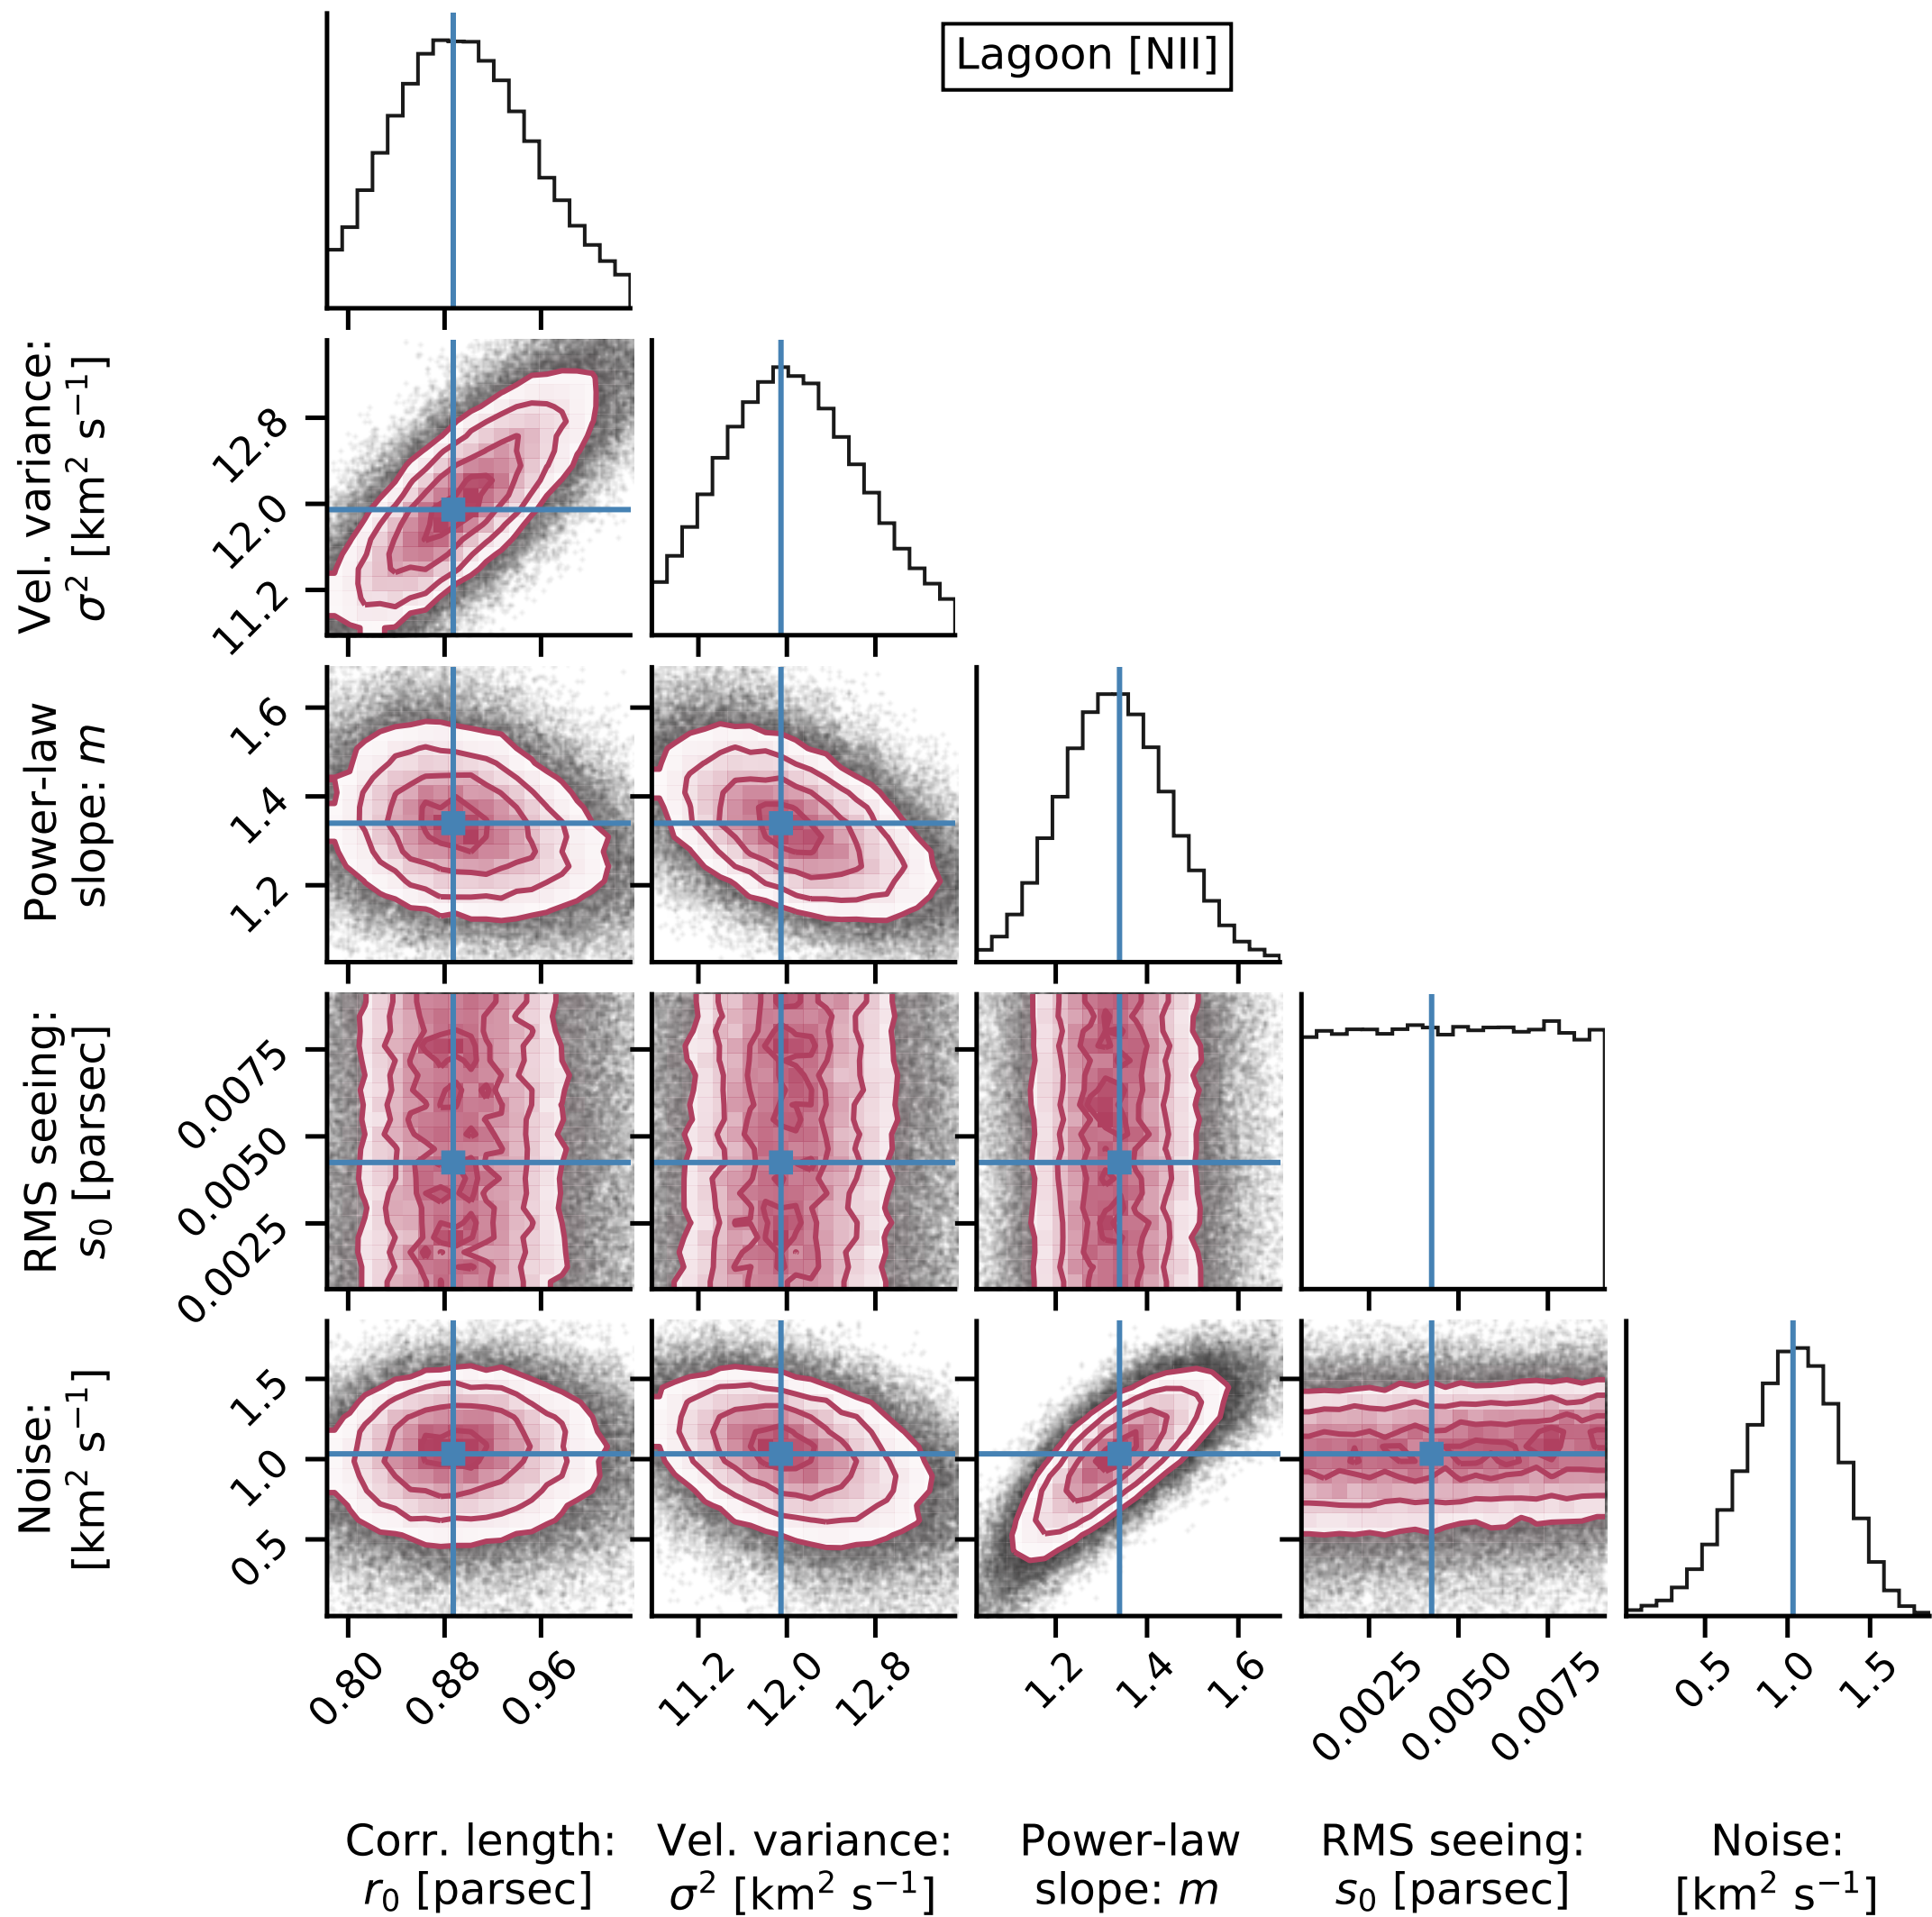 Lagoon [NII]
Vel. variance:
σ² [km² s⁻¹]
12.8
12.0
11.2
Power-law
slope: m
1.6
1.4
1.2
RMS seeing:
s₀ [parsec]
0.0075
0.0050
0.0025
Noise:
[km² s⁻¹]
1.5
1.0
0.5
0.80 0.88 0.96 11.2 12.0 12.8 1.2 1.4 1.6 0.0025 0.0050 0.0075 0.5 1.0 1.5
Corr. length: Vel. variance: Power-law RMS seeing: Noise:
r₀ [parsec] σ² [km² s⁻¹] slope: m s₀ [parsec] [km² s⁻¹]